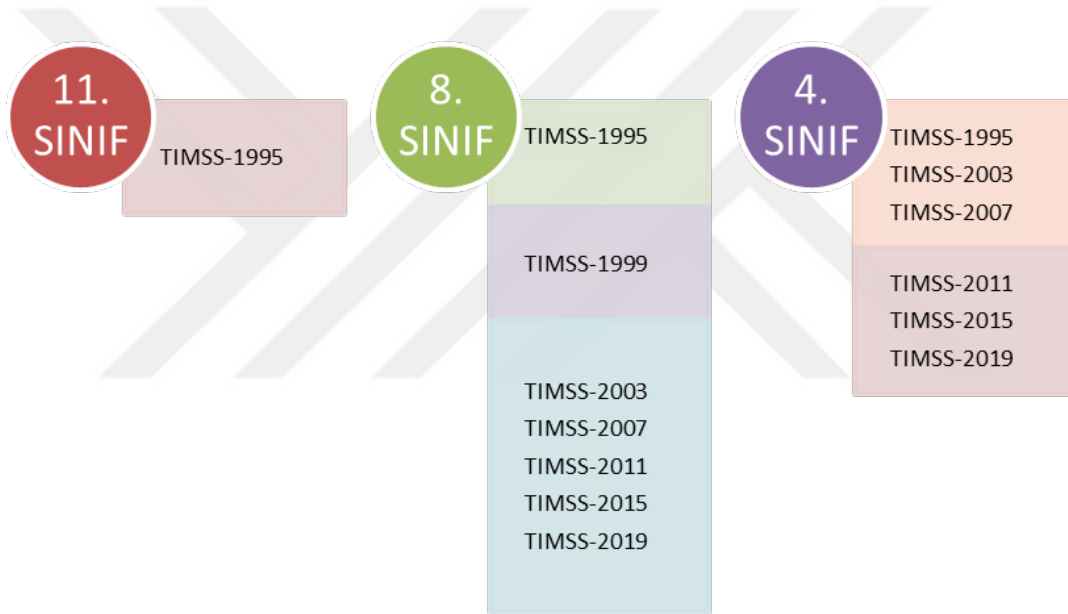 11.
SINIF
TIMSS-1995
8.
SINIF
TIMSS-1995
TIMSS-1999
TIMSS-2003
TIMSS-2007
TIMSS-2011
TIMSS-2015
TIMSS-2019
4.
SINIF
TIMSS-1995
TIMSS-2003
TIMSS-2007
TIMSS-2011
TIMSS-2015
TIMSS-2019